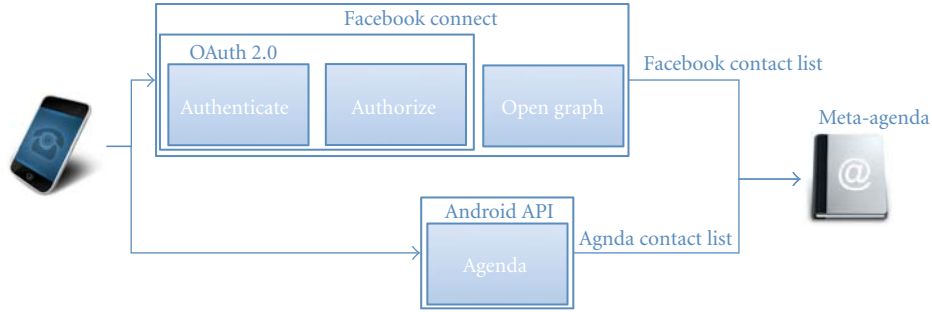 Facebook connect
OAuth 2.0
Authenticate
Authorize
Open graph
Facebook contact list
Meta-agenda
@
Android API
Agenda
Agnda contact list